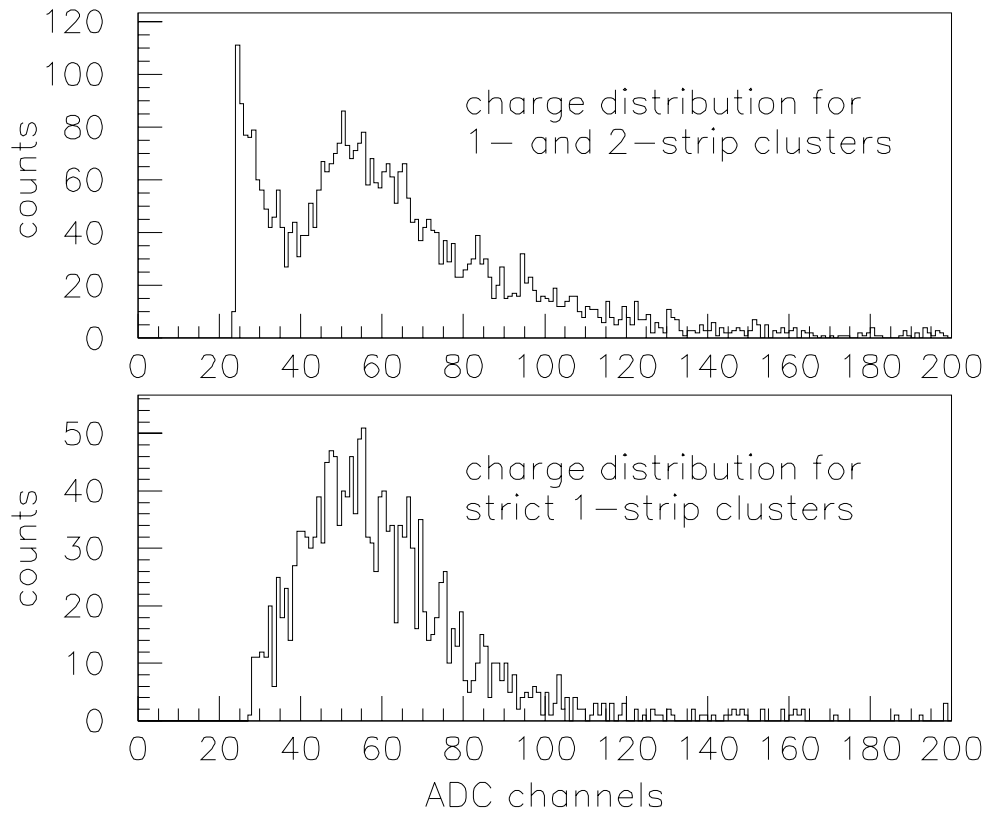 120
100
80
60
40
20
0
counts
charge distribution for
1− and 2−strip clusters
0 20 40 60 80 100 120 140 160 180 200
50
40
30
20
10
0
counts
charge distribution for
strict 1−strip clusters
0 20 40 60 80 100 120 140 160 180 200
ADC channels